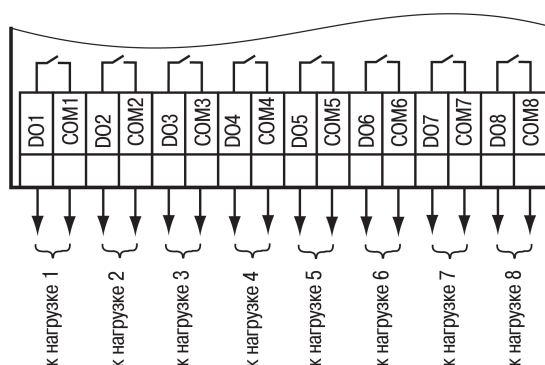 DO1
COM1
DO2
COM2
DO3
COM3
DO4
COM4
DO5
COM5
DO6
COM6
DO7
COM7
DO8
COM8
к нагрузке 1
к нагрузке 2
к нагрузке 3
к нагрузке 4
к нагрузке 5
к нагрузке 6
к нагрузке 7
к нагрузке 8